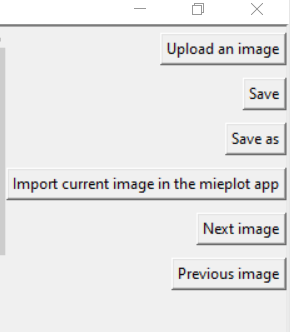 Upload an image
Save
Save as
Import current image in the mieplot app
Next image
Previous image